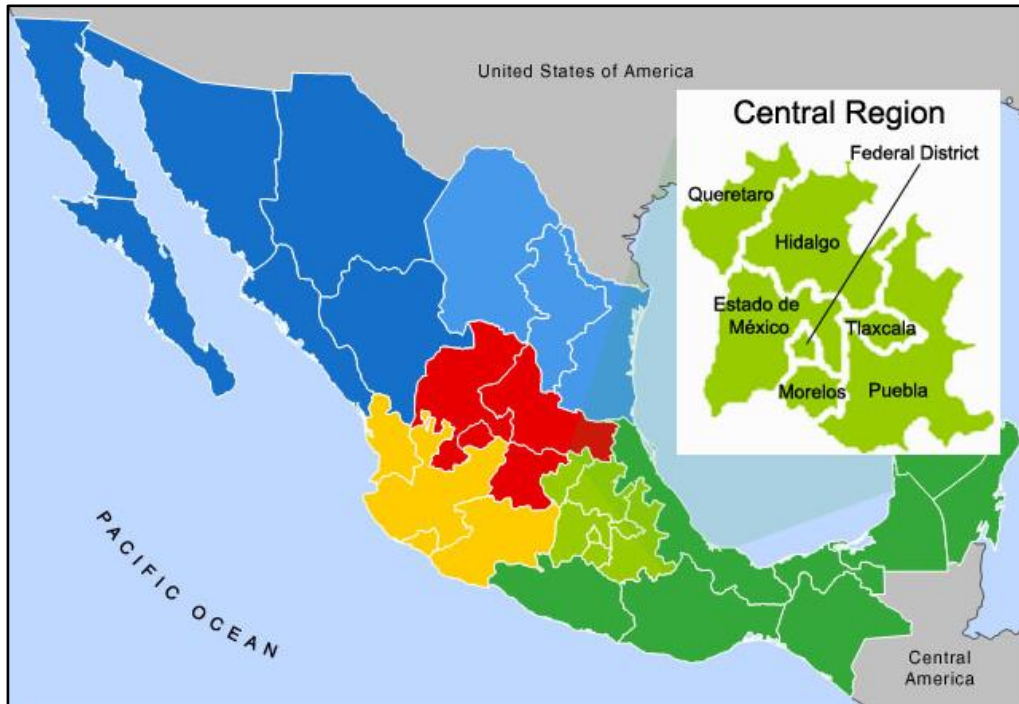 United States of America
Central Region
Federal District
Queretaro
Hidalgo
Estado de
México
Tlaxcala
Morelos
Puebla
PACIFIC OCEAN
Central
America